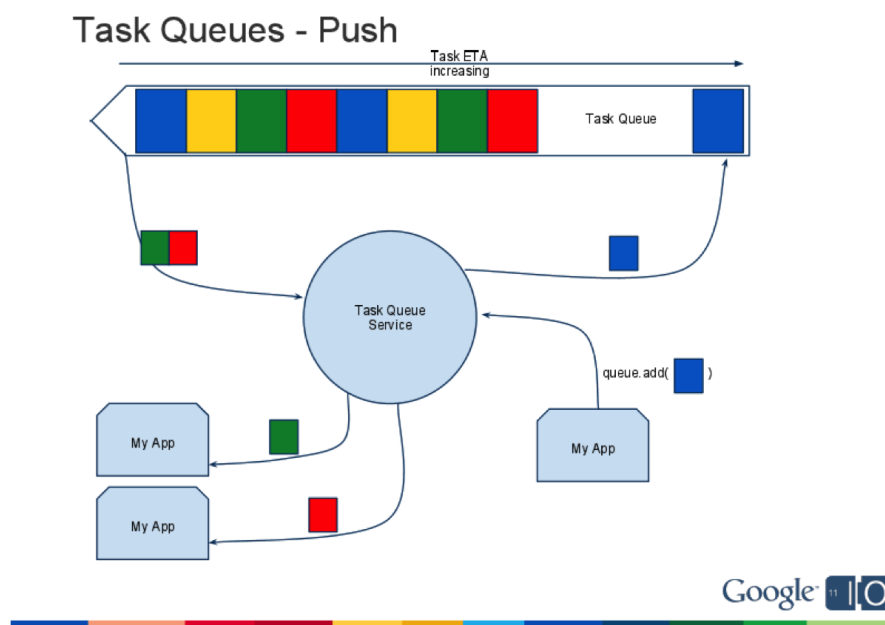 Task Queues - Push
Task ETA
increasing
Task Queue
Task Queue
Service
queue.add(
)
My App
My App
My App
Google 11 IO